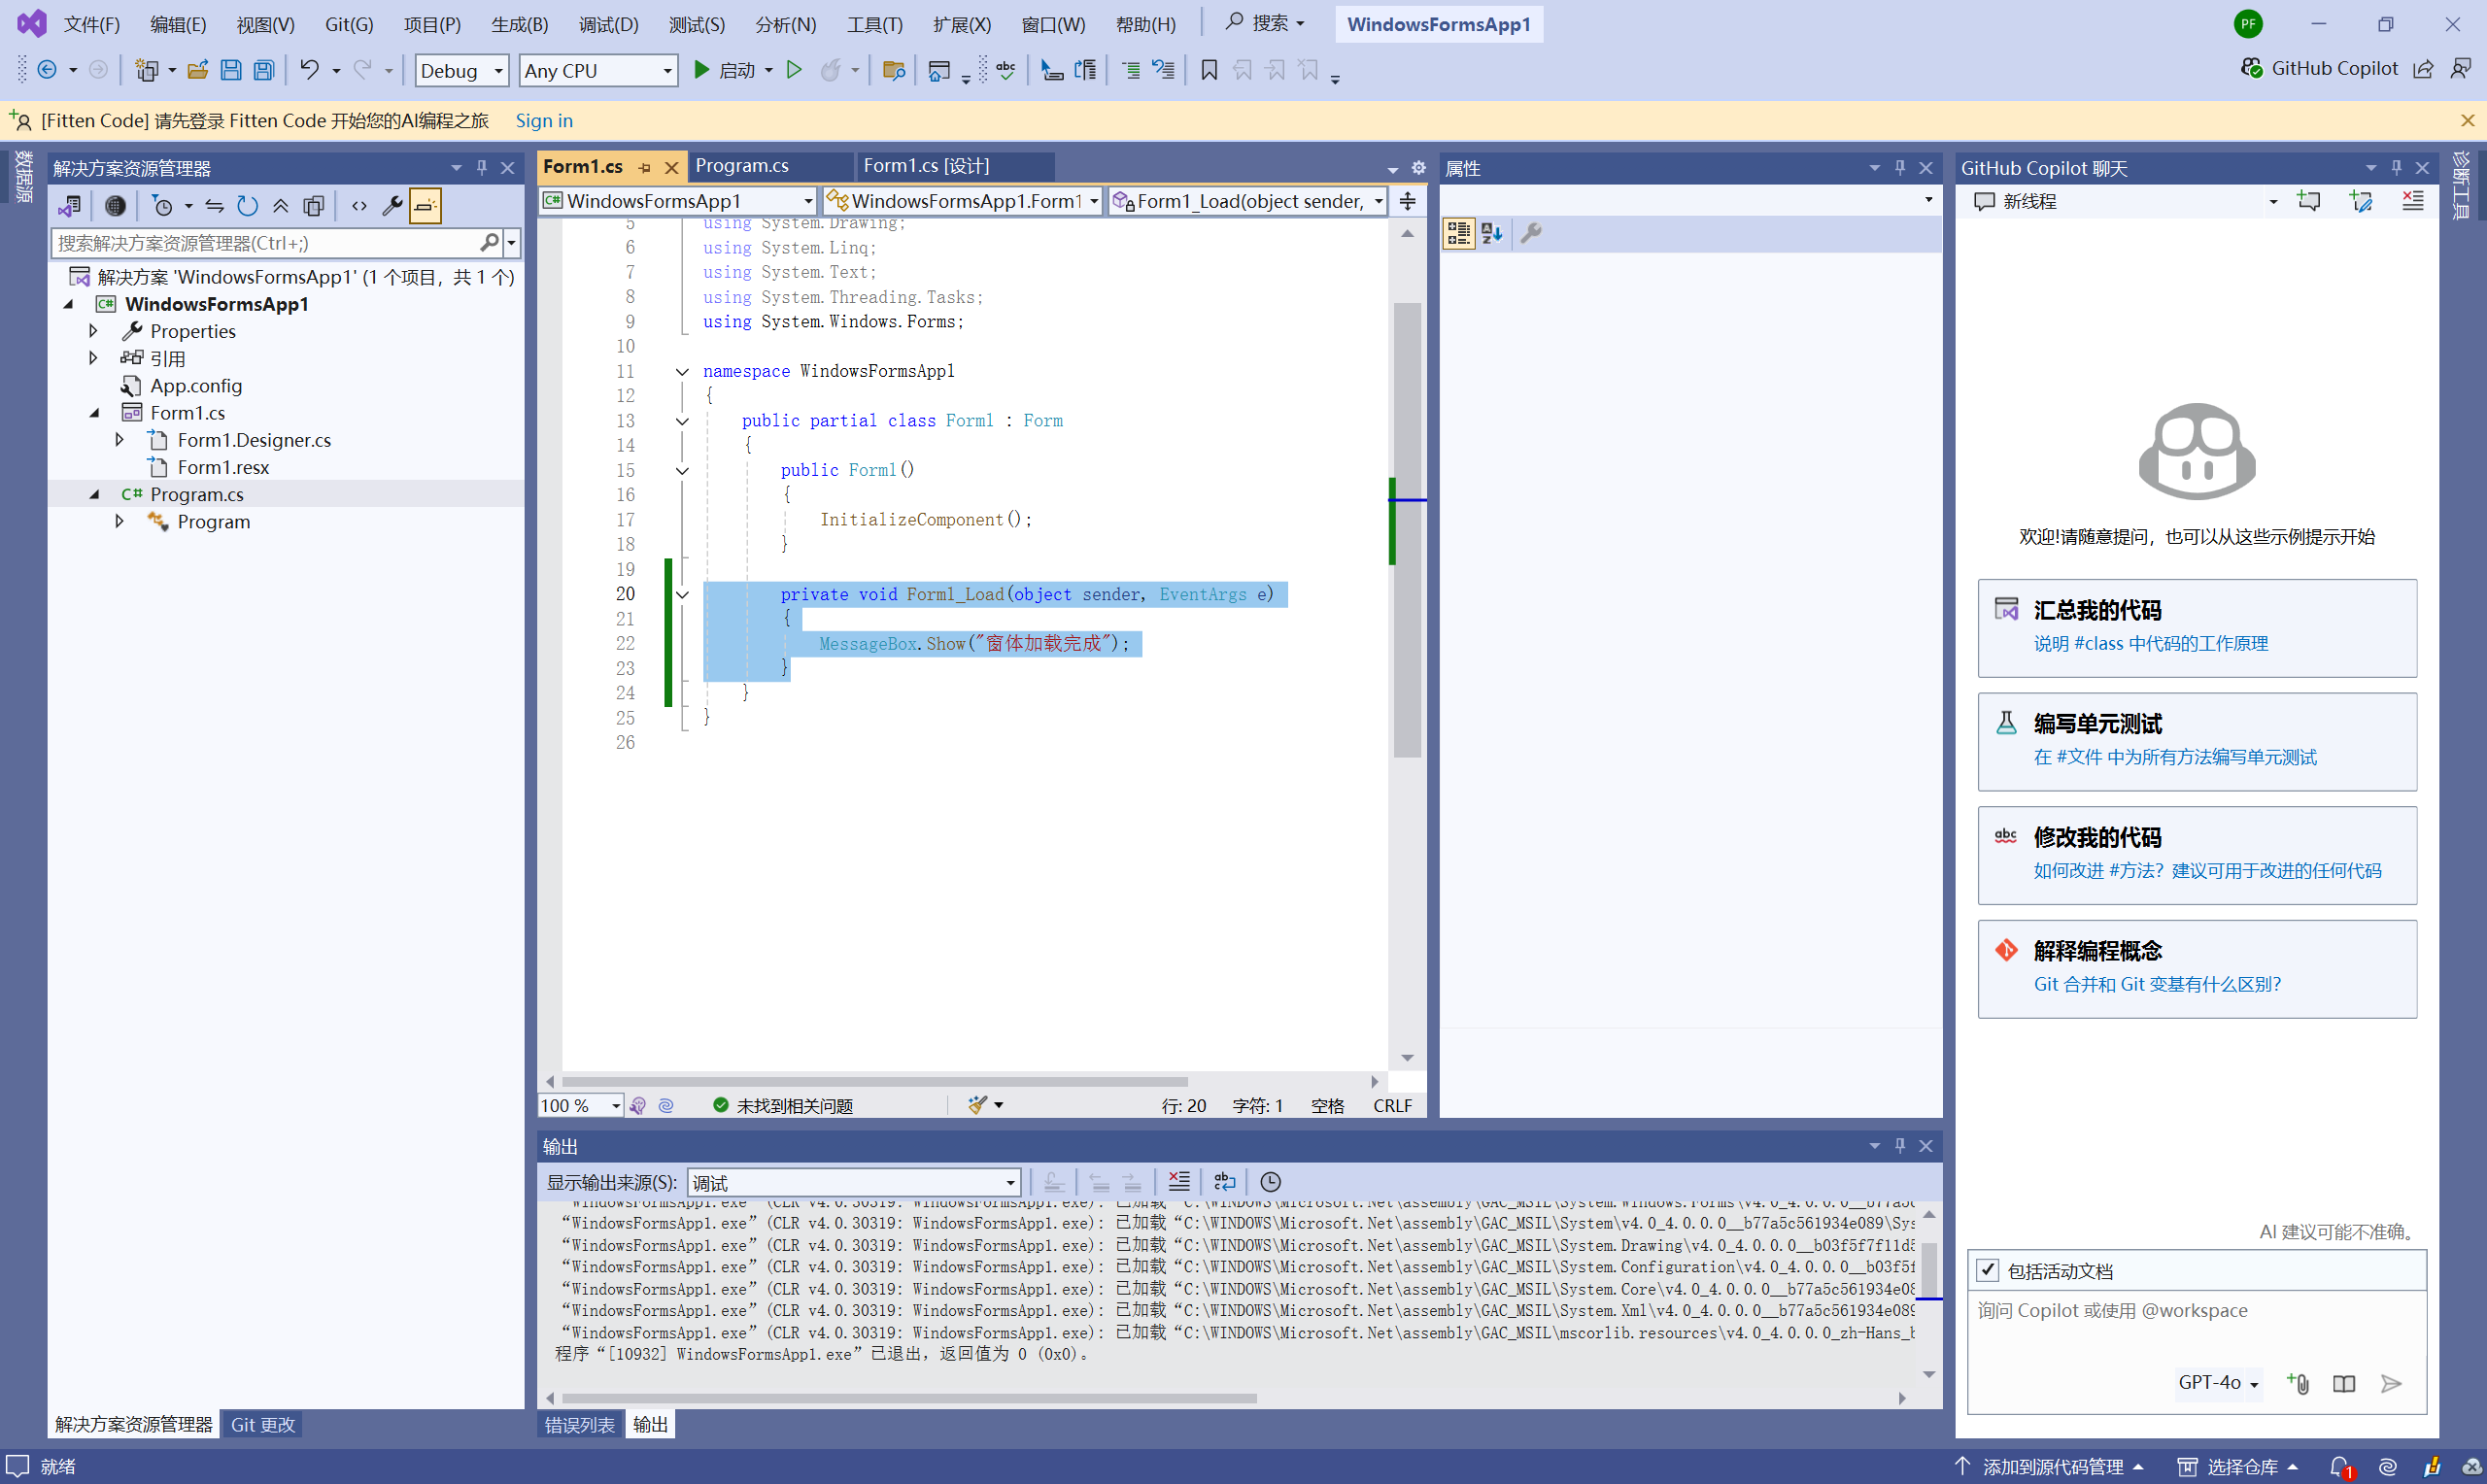 文件(F) 编辑(E) 视图(V) Git(G) 项目(P) 生成(B) 调试(D) 测试(S) 分析(N) 工具(T) 扩展(X) 窗口(W) 帮助(H) 搜索 WindowsFormsApp1 PF
Debug Any CPU 启动 abc GitHub Copilot
[Fitten Code] 请先登录 Fitten Code 开始您的AI编程之旅 Sign in
数据源
解决方案资源管理器
搜索解决方案资源管理器(Ctrl+;)
解决方案 'WindowsFormsApp1' (1 个项目，共 1 个)
C# WindowsFormsApp1
Properties
引用
App.config
Form1.cs
Form1.Designer.cs
Form1.resx
C# Program.cs
Program
解决方案资源管理器 Git 更改
Form1.cs Program.cs Form1.cs [设计]
C# WindowsFormsApp1 WindowsFormsApp1.Form1 Form1_Load(object sender,
5 using System.Drawing;
6 using System.Linq;
7 using System.Text;
8 using System.Threading.Tasks;
9 using System.Windows.Forms;
10
11 namespace WindowsFormsApp1
12 {
13 public partial class Form1 : Form
14 {
15 public Form1()
16 {
17 InitializeComponent();
18 }
19
20 private void Form1_Load(object sender, EventArgs e)
21 {
22 MessageBox.Show("窗体加载完成");
23 }
24 }
25 }
26
100 % 未找到相关问题 行: 20 字符: 1 空格 CRLF
属性
输出
显示输出来源(S): 调试
“WindowsFormsApp1.exe”(CLR v4.0.30319: WindowsFormsApp1.exe): 已加载“C:\WINDOWS\Microsoft.Net\assembly\GAC_MSIL\System.Windows.Forms\v4.0_4.0.0.0__b77a5c
“WindowsFormsApp1.exe”(CLR v4.0.30319: WindowsFormsApp1.exe): 已加载“C:\WINDOWS\Microsoft.Net\assembly\GAC_MSIL\System\v4.0_4.0.0.0__b77a5c561934e089\Sys
“WindowsFormsApp1.exe”(CLR v4.0.30319: WindowsFormsApp1.exe): 已加载“C:\WINDOWS\Microsoft.Net\assembly\GAC_MSIL\System.Drawing\v4.0_4.0.0.0__b03f5f7f11d5
“WindowsFormsApp1.exe”(CLR v4.0.30319: WindowsFormsApp1.exe): 已加载“C:\WINDOWS\Microsoft.Net\assembly\GAC_MSIL\System.Configuration\v4.0_4.0.0.0__b03f5f
“WindowsFormsApp1.exe”(CLR v4.0.30319: WindowsFormsApp1.exe): 已加载“C:\WINDOWS\Microsoft.Net\assembly\GAC_MSIL\System.Core\v4.0_4.0.0.0__b77a5c561934e08
“WindowsFormsApp1.exe”(CLR v4.0.30319: WindowsFormsApp1.exe): 已加载“C:\WINDOWS\Microsoft.Net\assembly\GAC_MSIL\System.Xml\v4.0_4.0.0.0__b77a5c561934e089
“WindowsFormsApp1.exe”(CLR v4.0.30319: WindowsFormsApp1.exe): 已加载“C:\WINDOWS\Microsoft.Net\assembly\GAC_MSIL\mscorlib.resources\v4.0_4.0.0.0_zh-Hans_b
程序“[10932] WindowsFormsApp1.exe”已退出，返回值为 0 (0x0)。
错误列表 输出
GitHub Copilot 聊天
新线程
欢迎!请随意提问，也可以从这些示例提示开始
汇总我的代码
说明 #class 中代码的工作原理
编写单元测试
在 #文件 中为所有方法编写单元测试
abc 修改我的代码
如何改进 #方法？建议可用于改进的任何代码
解释编程概念
Git 合并和 Git 变基有什么区别？
AI 建议可能不准确。
包括活动文档
询问 Copilot 或使用 @workspace
GPT-4o
诊断工具
就绪 添加到源代码管理 选择仓库 1